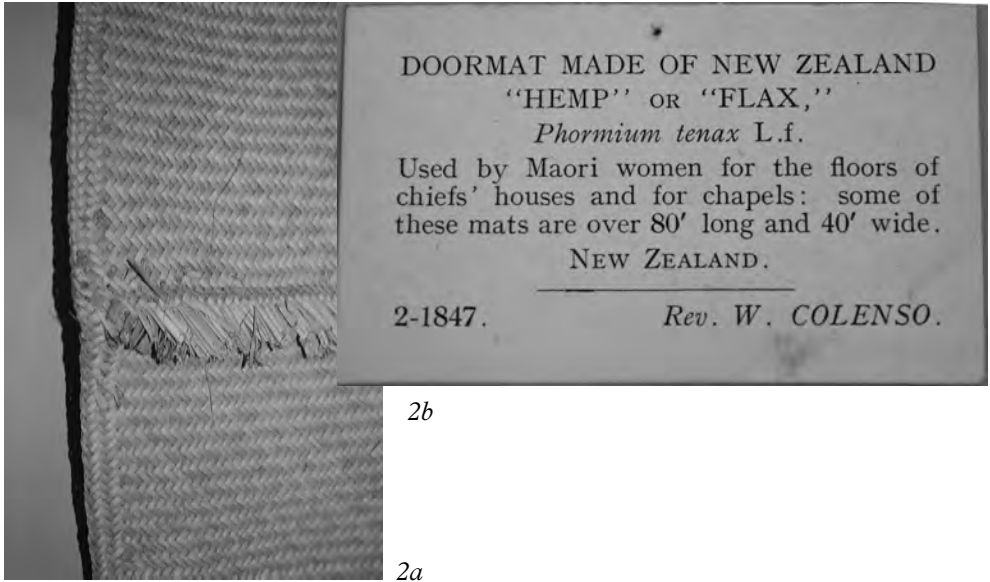 DOORMAT MADE OF NEW ZEALAND
“HEMP” OR “FLAX,”
Phormium tenax L.f.
Used by Maori women for the floors of
chiefs’ houses and for chapels: some of
these mats are over 80′ long and 40′ wide.
NEW ZEALAND.
2-1847. Rev. W. COLENSO.
2b
2a